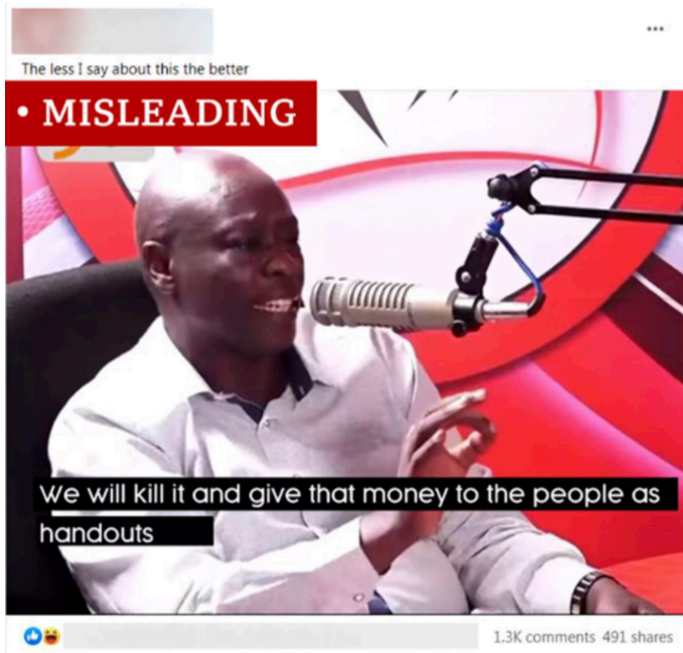 The less I say about this the better
• MISLEADING
We will kill it and give that money to the people as
handouts
1.3K comments 491 shares